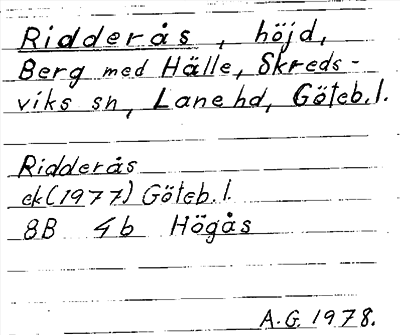 Ridderås, höjd,
Berg med Hälle, Skreds-
viks sn, Lane hd, Göteb.l.
Ridderås
ek(1977) Göteb.l.
8B 4b Högås
A.G. 1978.